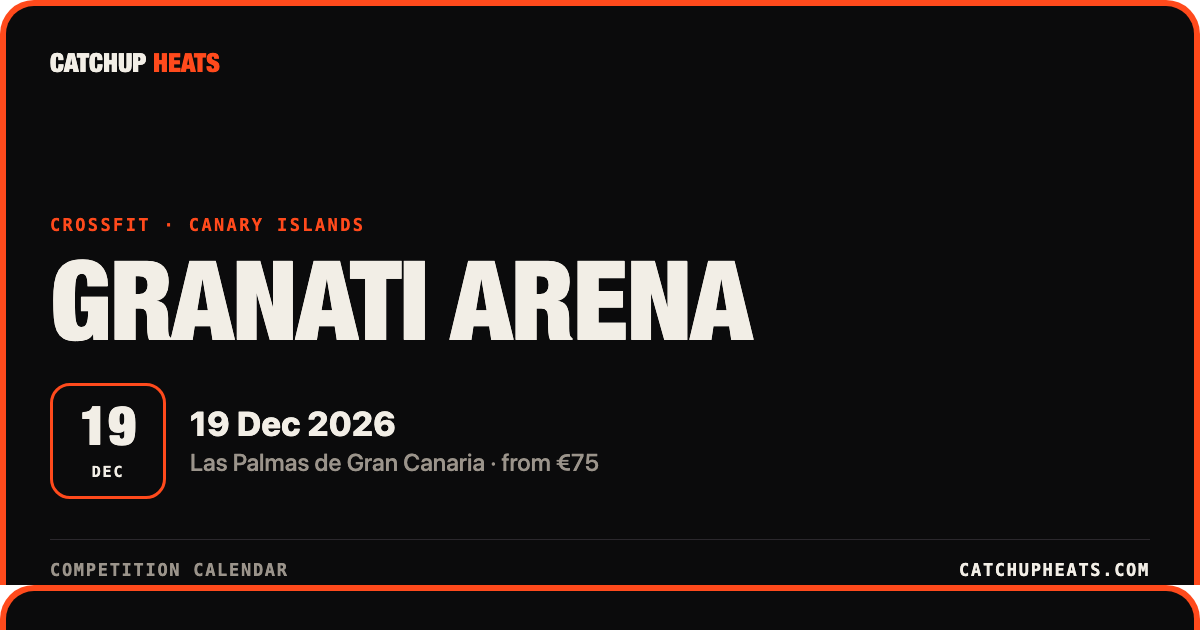 CATCHUP HEATS
CROSSFIT · CANARY ISLANDS
GRANATI ARENA
19
DEC
19 Dec 2026
Las Palmas de Gran Canaria · from €75
COMPETITION CALENDAR
CATCHUPHEATS.COM